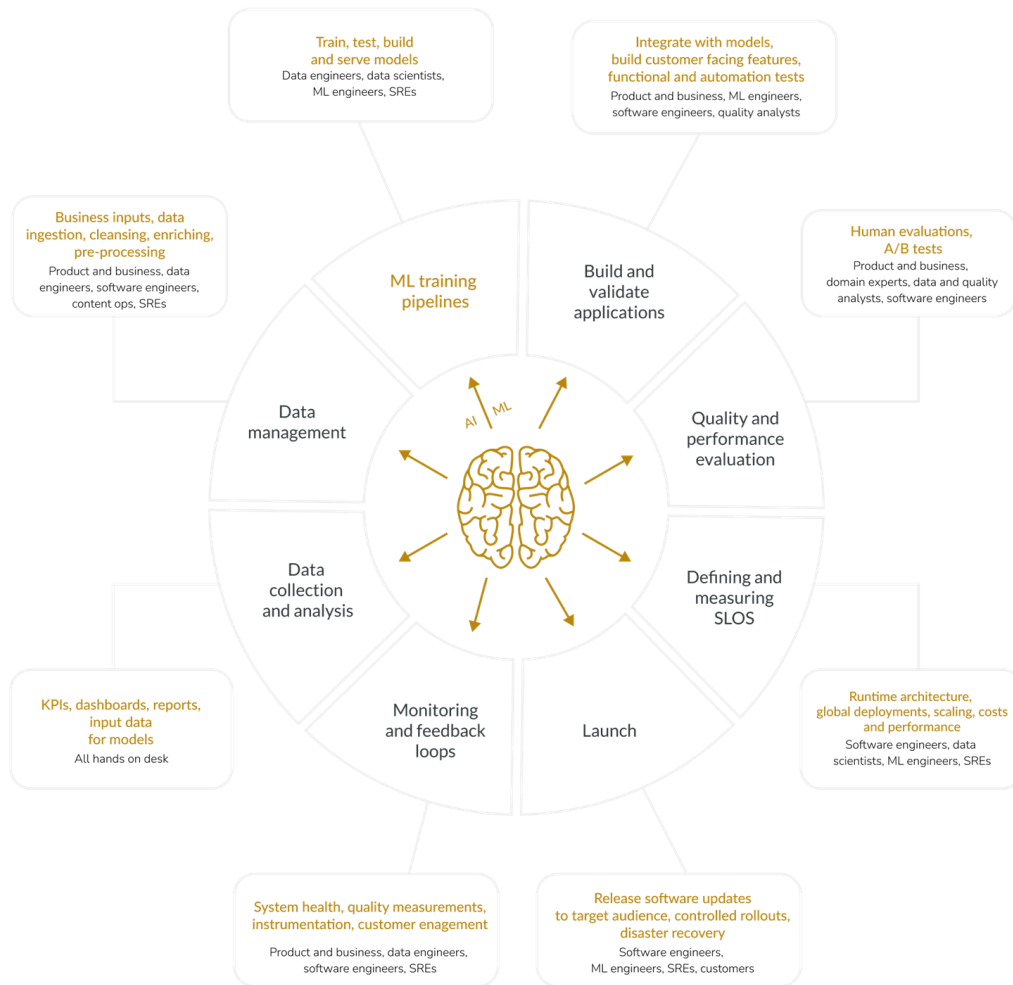 Train, test, build
and serve models
Data engineers, data scientists,
ML engineers, SREs
Integrate with models,
build customer facing features,
functional and automation tests
Product and business, ML engineers,
software engineers, quality analysts
Business inputs, data
ingestion, cleansing, enriching,
pre-processing
Product and business, data
engineers, software engineers,
content ops, SREs
Human evaluations,
A/B tests
Product and business,
domain experts, data and quality
analysts, software engineers
ML training
pipelines
Build and
validate
applications
Data
management
Quality and
performance
evaluation
AI
ML
Data
collection
and analysis
Defining and
measuring
SLOS
Monitoring
and feedback
loops
Launch
KPIs, dashboards, reports,
input data
for models
All hands on desk
Runtime architecture,
global deployments, scaling, costs
and performance
Software engineers, data
scientists, ML engineers, SREs
System health, quality measurements,
instrumentation, customer enagement
Product and business, data engineers,
software engineers, SREs
Release software updates
to target audience, controlled rollouts,
disaster recovery
Software engineers,
ML engineers, SREs, customers